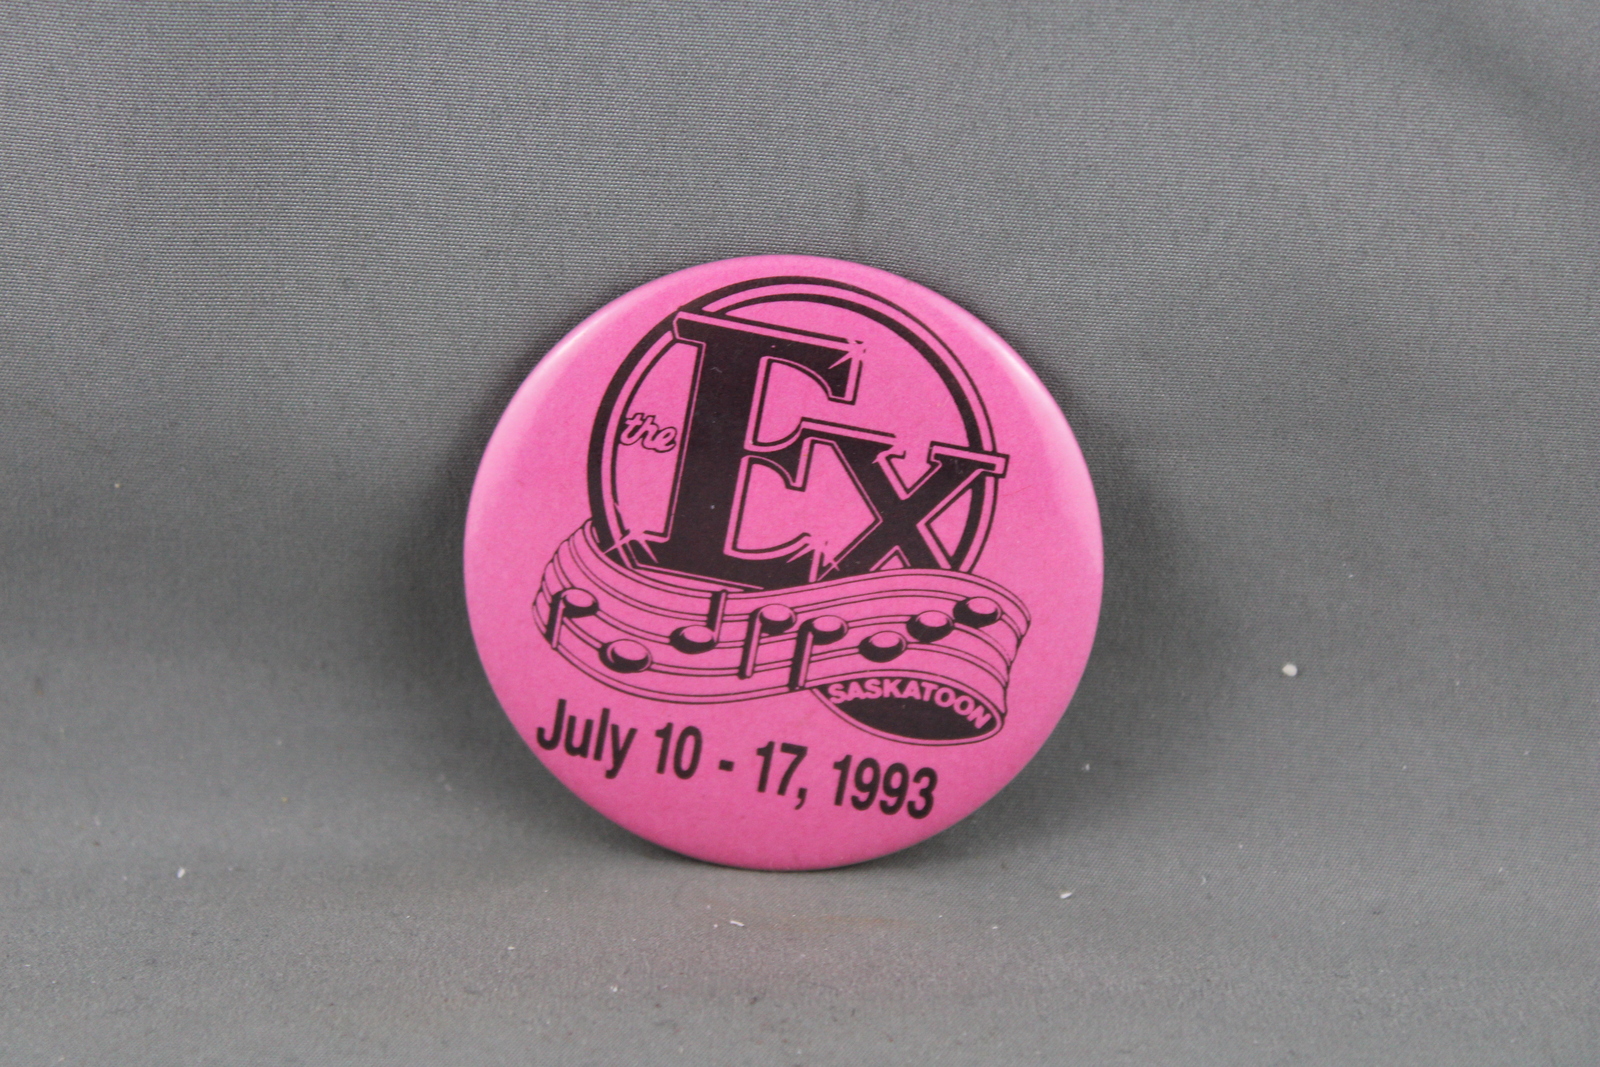 the
Ex
SASKATOON
July 10 - 17, 1993